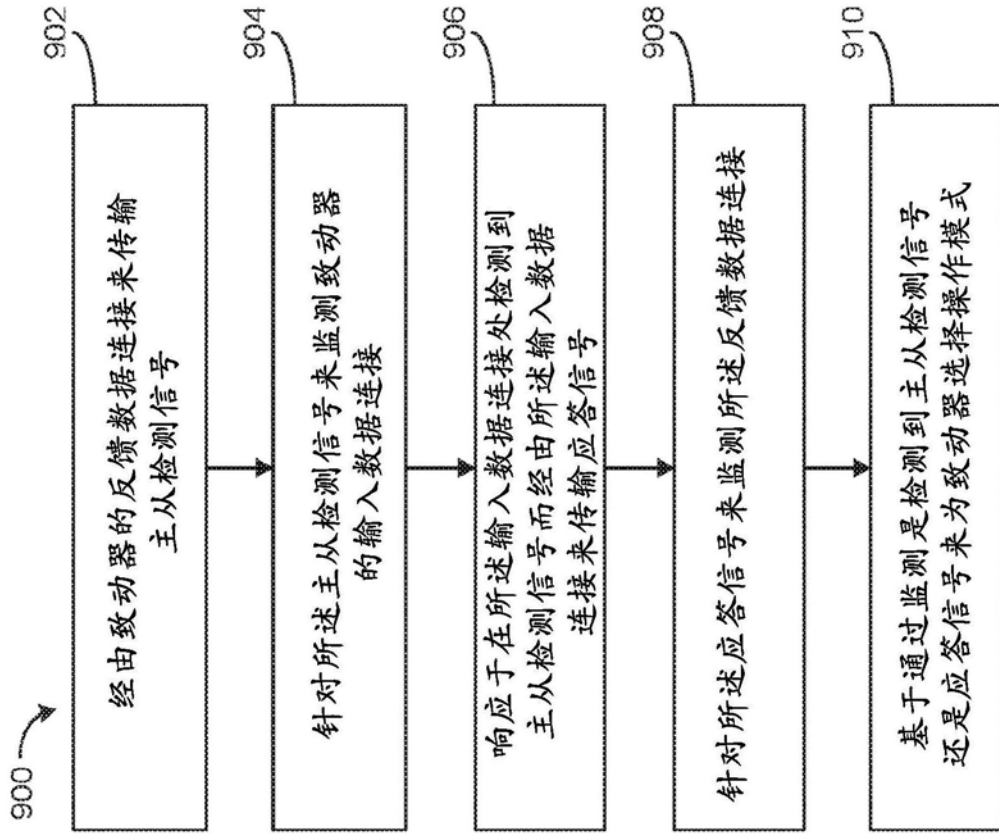 900
902
经由致动器的反馈数据连接来传输
主从检测信号
904
针对所述主从检测信号来监测致动器
的输入数据连接
906
响应于在所述输入数据连接处检测到
主从检测信号而经由所述输入数据
连接来传输应答信号
908
针对所述应答信号来监测所述反馈数据连接
910
基于通过监测是检测到主从检测信号
还是应答信号来为致动器选择操作模式